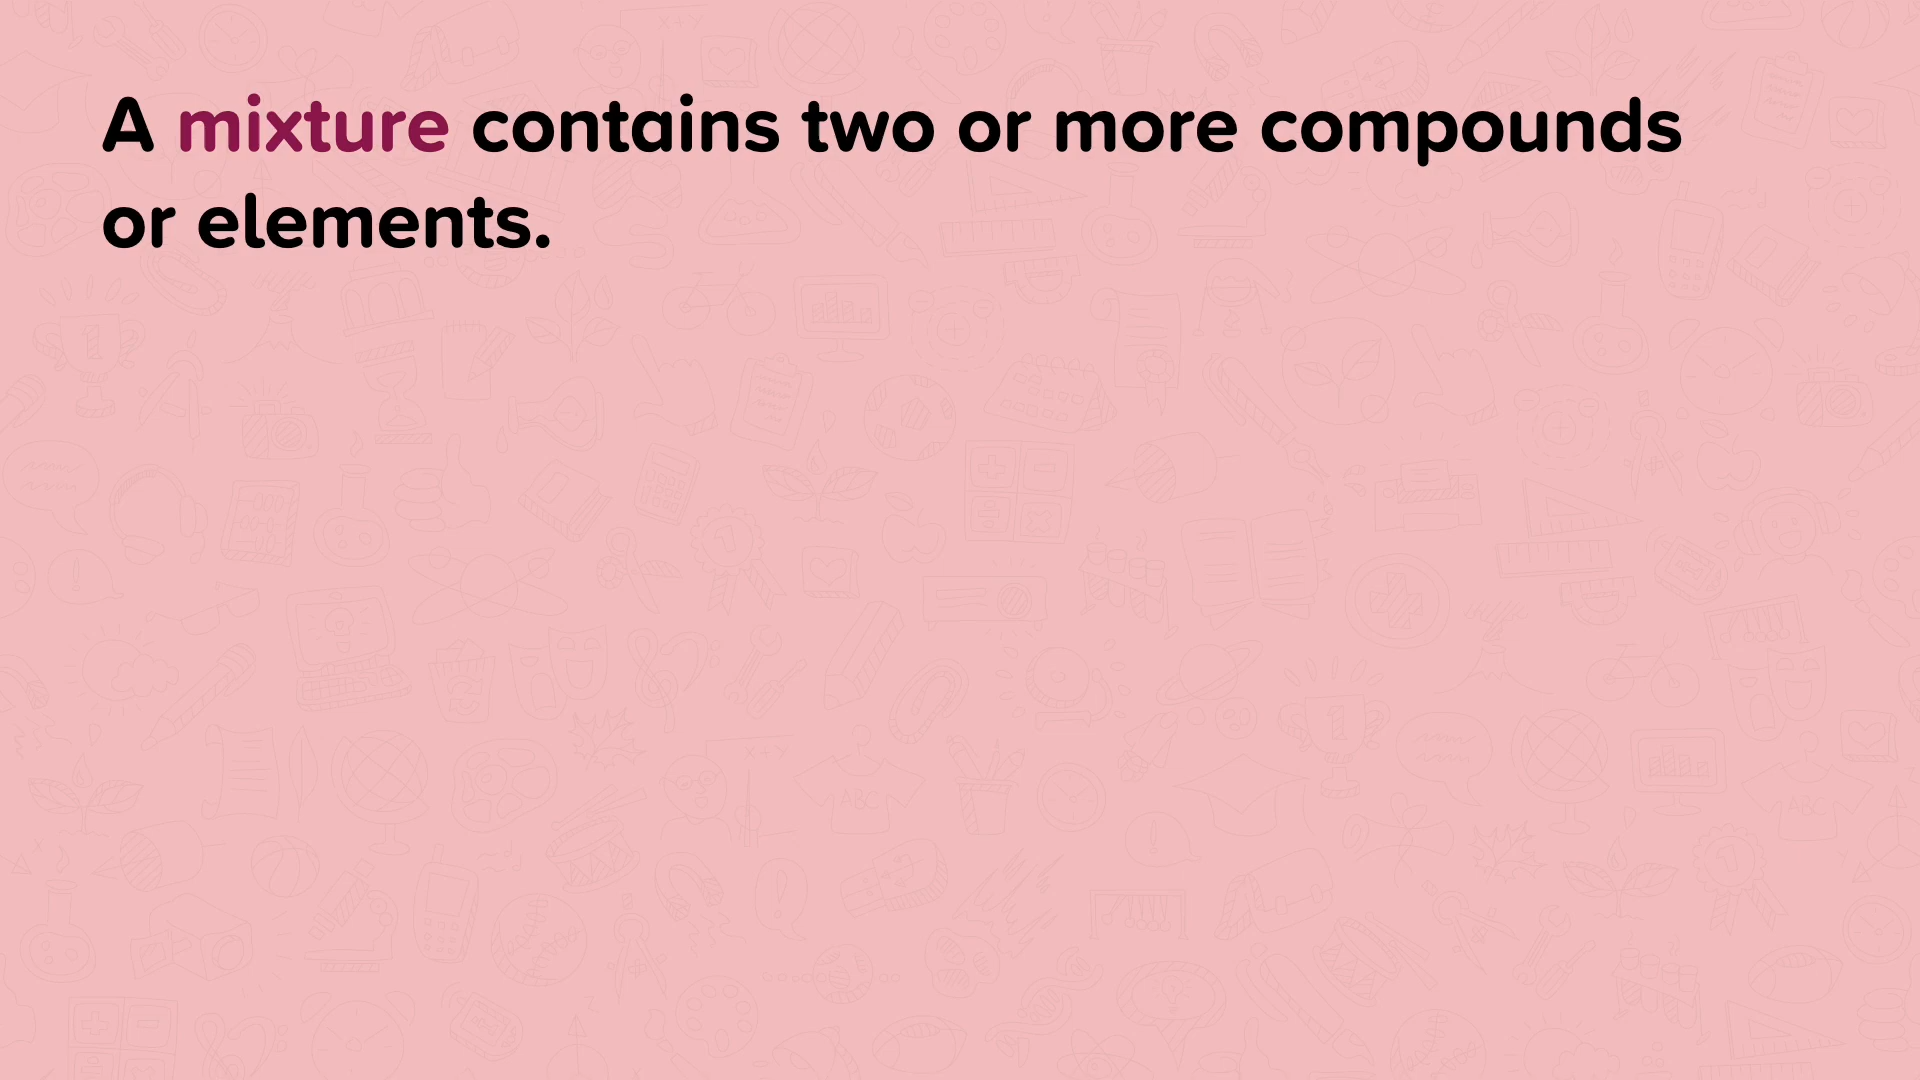 A mixture contains two or more compounds
or elements.